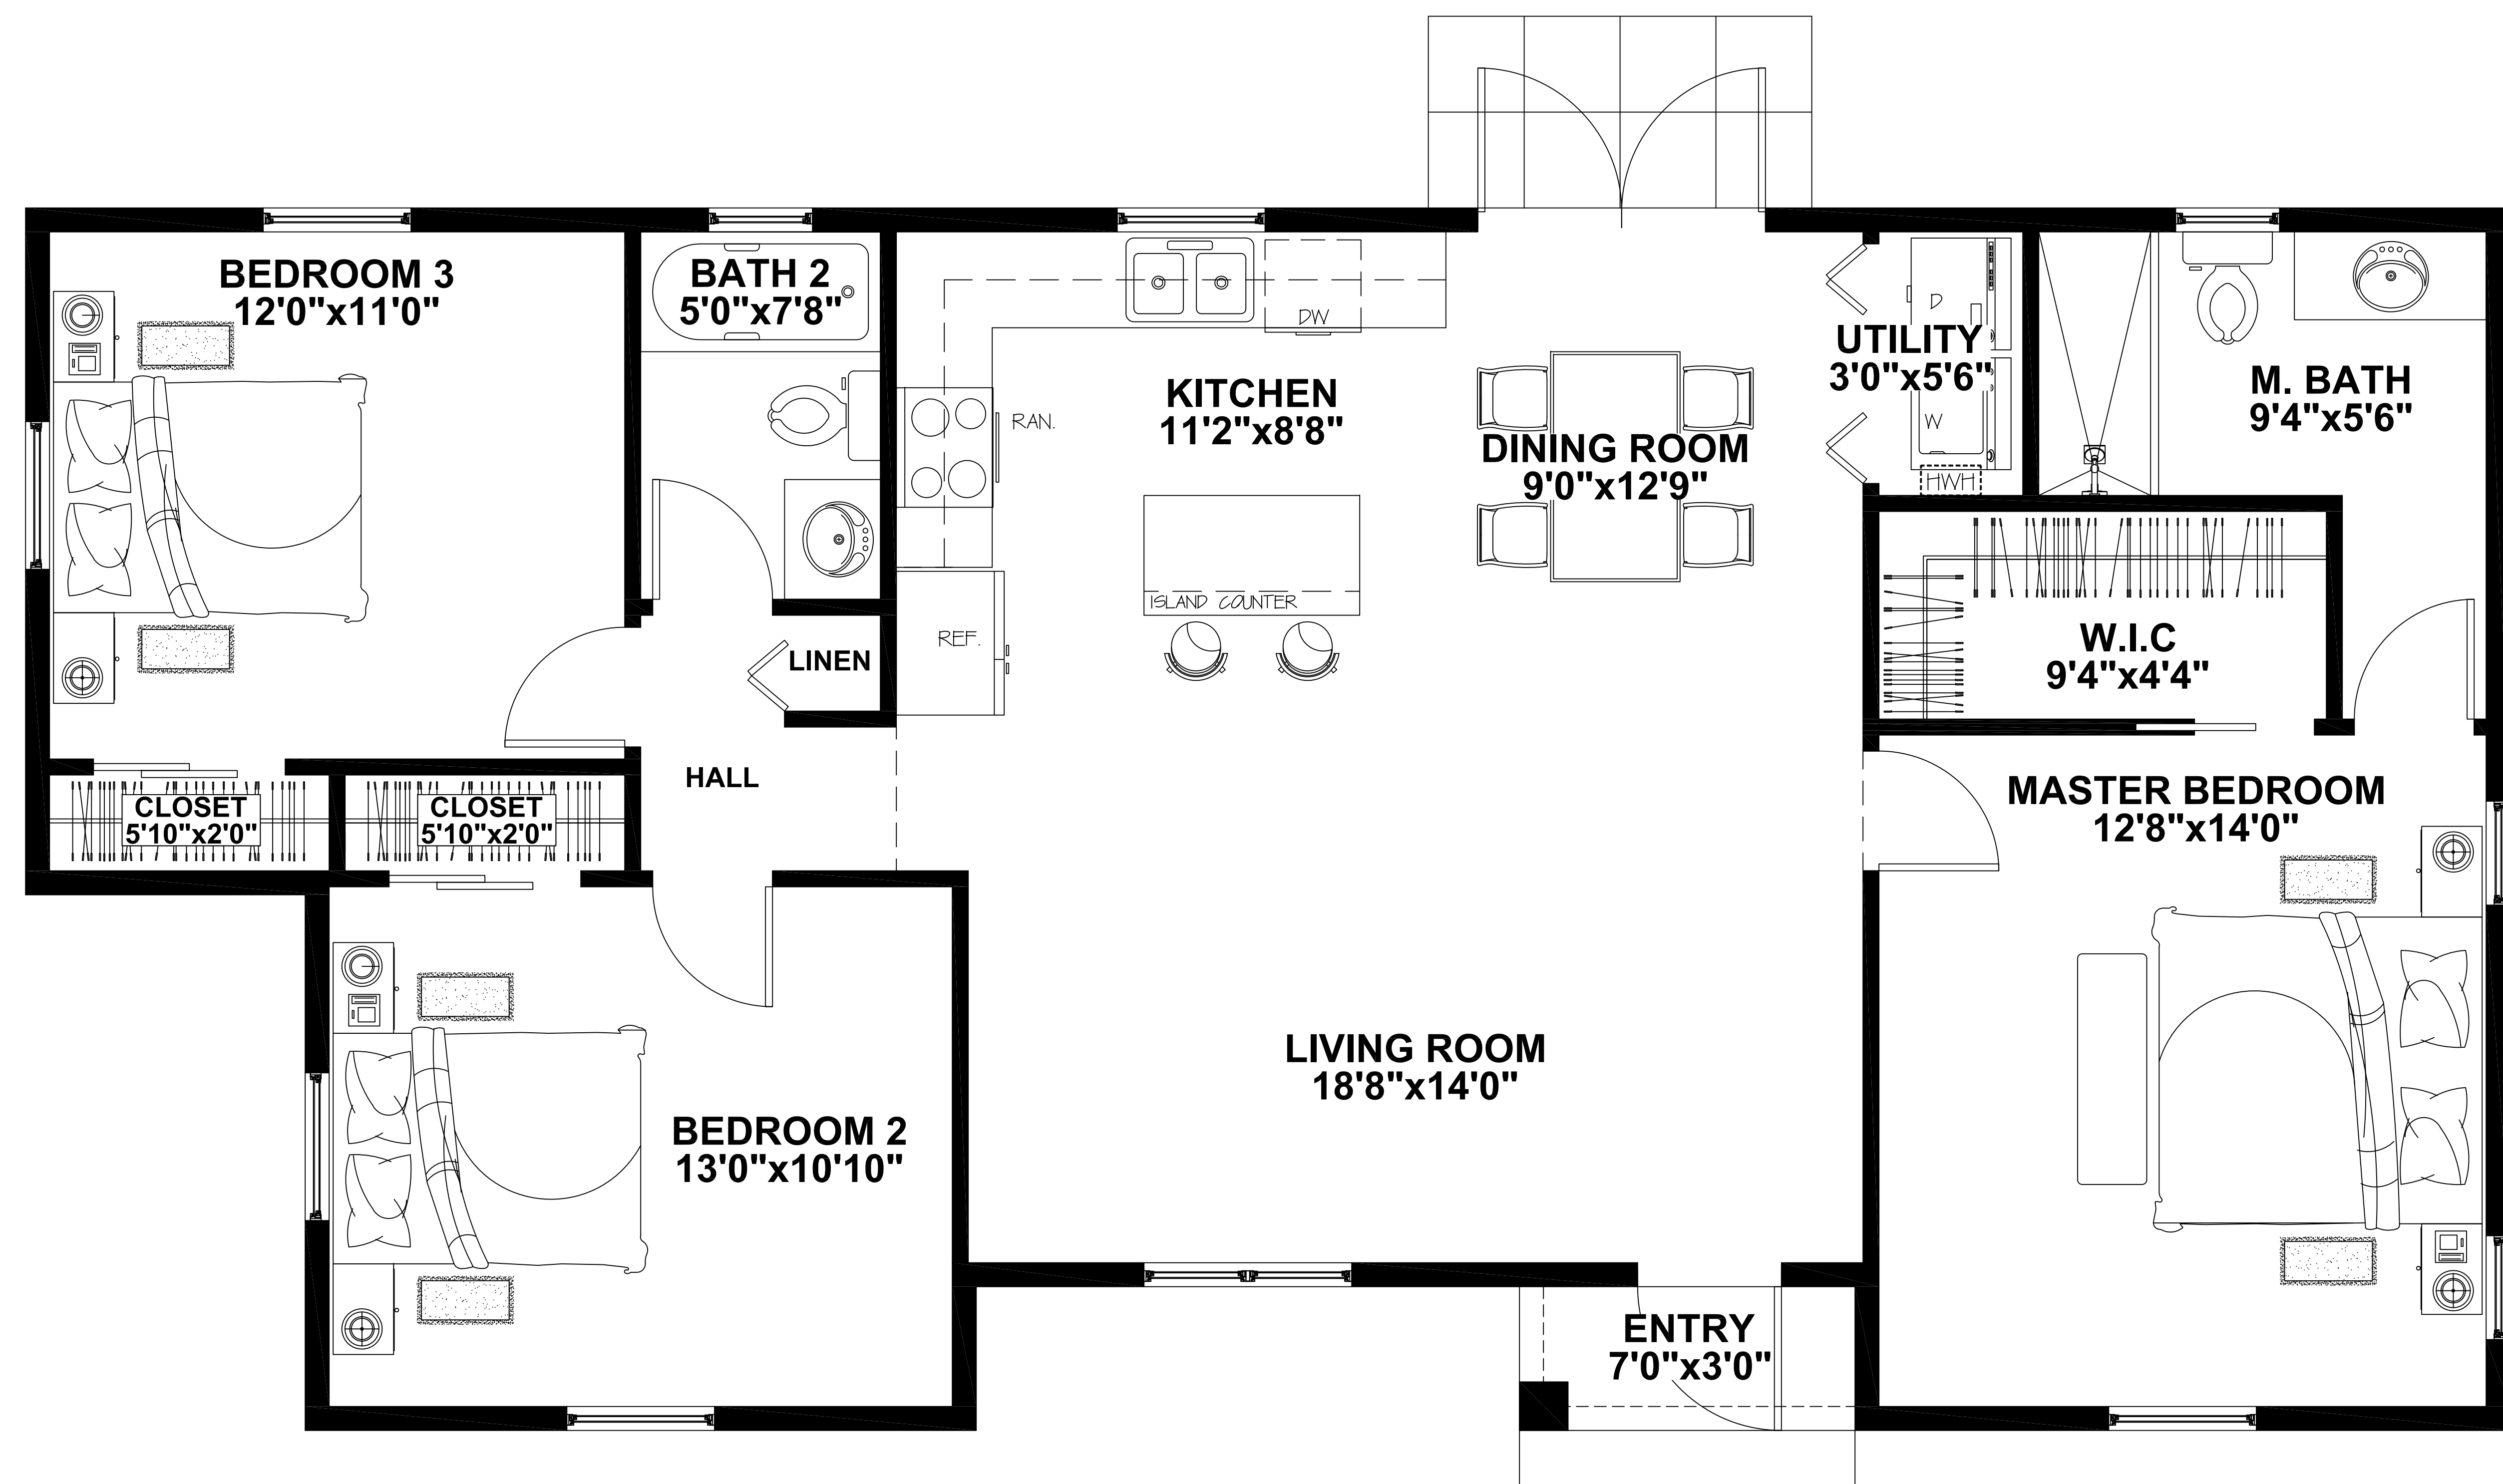 BEDROOM 3
12'0"x11'0"
BATH 2
5'0"x7'8"
DW
D
UTILITY
3'0"x5'6"
W
HWH
M. BATH
9'4"x5'6"
KITCHEN
11'2"x8'8"
RAN.
DINING ROOM
9'0"x12'9"
ISLAND COUNTER
REF.
LINEN
W.I.C
9'4"x4'4"
HALL
CLOSET
5'10"x2'0"
CLOSET
5'10"x2'0"
MASTER BEDROOM
12'8"x14'0"
LIVING ROOM
18'8"x14'0"
BEDROOM 2
13'0"x10'10"
ENTRY
7'0"x3'0"